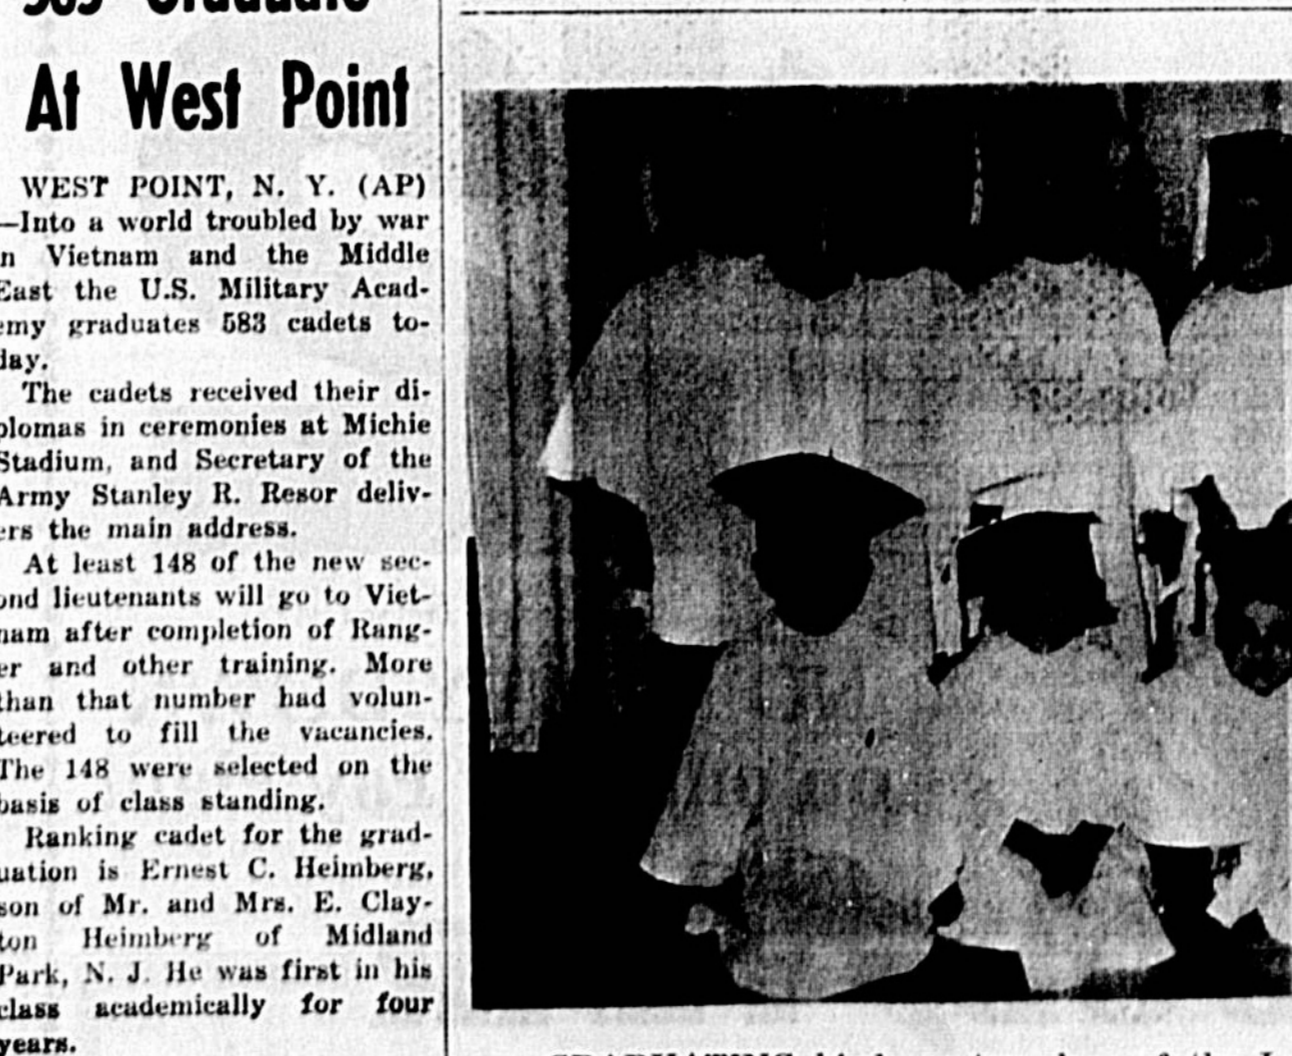 583 Graduate
At West Point
WEST POINT, N. Y. (AP)
—Into a world troubled by war
n Vietnam and the Middle
East the U.S. Military Acad-
emy graduates 583 cadets to-
day.
The cadets received their di-
plomas in ceremonies at Michie
Stadium, and Secretary of the
Army Stanley R. Resor deliv-
ers the main address.
At least 148 of the new sec-
ond lieutenants will go to Viet-
nam after completion of Rang-
er and other training. More
than that number had volun-
teered to fill the vacancies.
The 148 were selected on the
basis of class standing.
Ranking cadet for the grad-
uation is Ernest C. Heimberg,
son of Mr. and Mrs. E. Clay-
ton Heimberg of Midland
Park, N. J. He was first in his
class academically for four
years.
GRADUATING